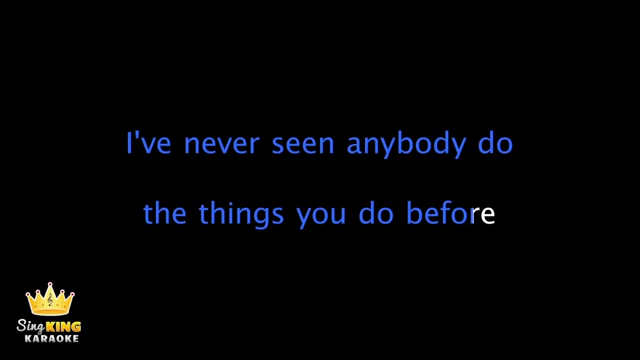 I've never seen anybody do
the things you do before
Sing KING
KARAOKE